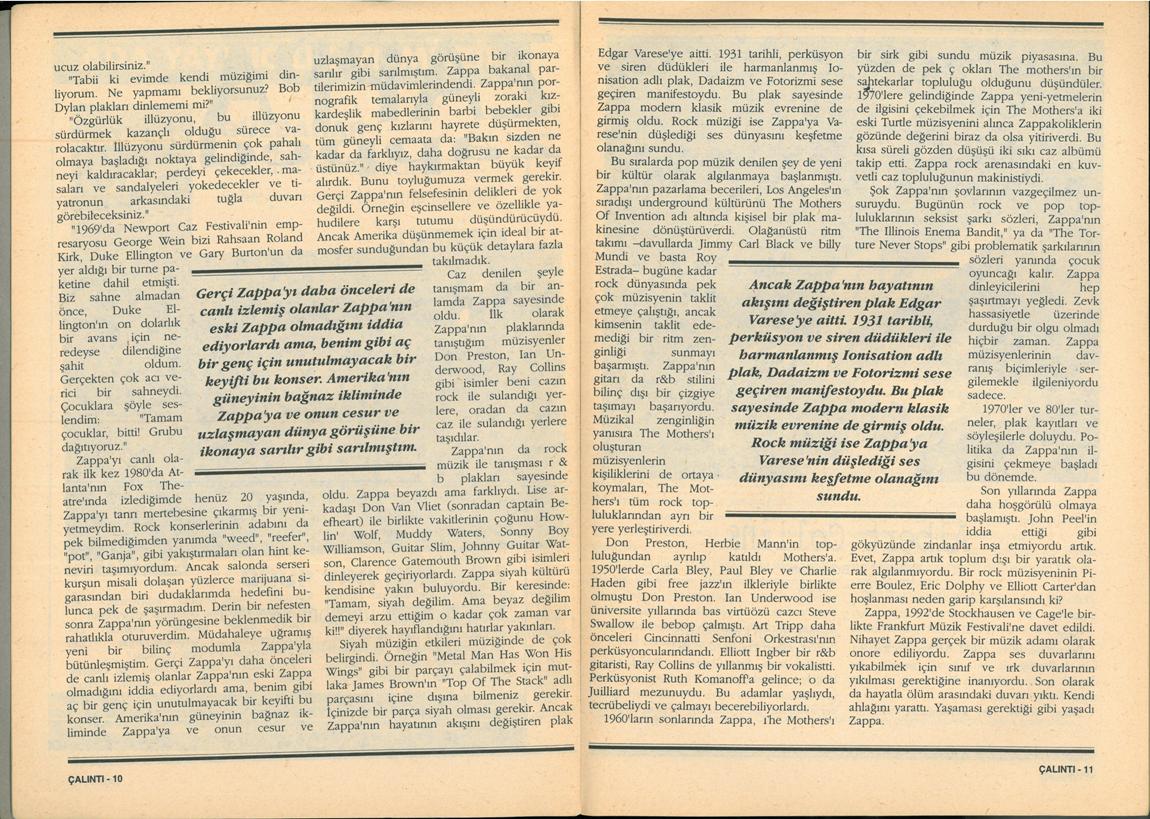 ucuz olabilirsiniz."
"Tabii ki evimde kendi müziğimi din-
liyorum. Ne yapmamı bekliyorsunuz? Bob
Dylan plakları dinlememi mi?"
"Özgürlük illüzyonu, bu illüzyonu
sürdürmek kazançlı olduğu sürece va-
rolacaktır. İllüzyonu sürdürmenin çok pahalı
olmaya başladığı noktaya gelindiğinde, sah-
neyi kaldıracaklar; perdeyi çekecekler, ma-
saları ve sandalyeleri yokedecekler ve ti-
yatronun arkasındaki tuğla duvarı
görebileceksiniz."
"1969'da Newport Caz Festivali'nin emp-
resaryosu George Wein bizi Rahsaan Roland
Kirk, Duke Ellington ve Gary Burton'un da
yer aldığı bir turne pa-
ketine dahil etmişti.
Biz sahne almadan
önce, Duke El-
lington'ın on dolarlık
bir avans için ne-
redeyse dilendiğine
şahit oldum.
Gerçekten çok acı ve-
rici bir sahneydi.
Çocuklara şöyle ses-
lendim: "Tamam
çocuklar, bitti! Grubu
dağıtıyoruz."
Zappa'yı canlı ola-
rak ilk kez 1980'da At-
lanta'nın Fox The-
atre'ında izlediğimde henüz 20 yaşında,
Zappa'yı tanrı mertebesine çıkarmış bir yeni-
yetmeydim. Rock konserlerinin adabını da
pek bilmediğimden yanımda "weed", "reefer",
"pot", "Ganja", gibi yakıştırmaları olan hint ke-
neviri taşımıyordum. Ancak salonda serseri
kurşun misali dolaşan yüzlerce marijuana si-
garasından biri dudaklarımda hedefini bu-
lunca pek de şaşırmadım. Derin bir nefesten
sonra Zappa'nın yörüngesine beklenmedik bir
rahatlıkla oturuverdim. Müdahaleye uğramış
yeni bir bilinç modumla Zappa'yla
bütünleşmiştim. Gerçi Zappa'yı daha önceleri
de canlı izlemiş olanlar Zappa'nın eski Zappa
olmadığını iddia ediyorlardı ama, benim gibi
aç bir genç için unutulmayacak bir keyifti bu
konser. Amerika'nın güneyinin bağnaz ik-
liminde Zappa'ya ve onun cesur ve
uzlaşmayan dünya görüşüne bir ikonaya
sarılır gibi sarılmıştım. Zappa bakanal par-
tilerimizin müdavimlerindendi. Zappa'nın por-
nografik temalarıyla güneyli zoraki kız-
kardeşlik mabedlerinin barbi bebekler gibi
donuk genç kızlarını hayrete düşürmekten,
tüm güneyli cemaata da: "Bakın sizden ne
kadar da farklıyız, daha doğrusu ne kadar da
üstünüz." diye haykırmaktan büyük keyif
alırdık. Bunu toyluğumuza vermek gerekir.
Gerçi Zappa'nın felsefesinin delikleri de yok
değildi. Örneğin eşcinsellere ve özellikle ya-
hudilere karşı tutumu düşündürücüydü.
Ancak Amerika düşünmemek için ideal bir at-
mosfer sunduğundan bu küçük detaylara fazla
takılmadık.
Caz denilen şeyle
tanışmam da bir an-
lamda Zappa sayesinde
oldu. İlk olarak
Zappa'nın plaklarında
tanıştığım müzisyenler
Don Preston, Ian Un-
derwood, Ray Collins
gibi isimler beni cazın
rock ile sulandığı yer-
lere, oradan da cazın
caz ile sulandığı yerlere
taşıdılar.
Zappa'nın da rock
müzik ile tanışması r &
b plakları sayesinde
oldu. Zappa beyazdı ama farklıydı. Lise ar-
kadaşı Don Van Vliet (sonradan captain Be-
efheart) ile birlikte vakitlerinin çoğunu How-
lin' Wolf, Muddy Waters, Sonny Boy
Williamson, Guitar Slim, Johnny Guitar Wat-
son, Clarence Gatemouth Brown gibi isimleri
dinleyerek geçiriyorlardı. Zappa siyah kültürü
kendisine yakın buluyordu. Bir keresinde:
"Tamam, siyah değilim. Ama beyaz değilim
demeyi arzu ettiğim o kadar çok zaman var
ki!!" diyerek hayıflandığını hatırlar yakınları.
Siyah müziğin etkileri müziğinde de çok
belirgindi. Örneğin "Metal Man Has Won His
Wings" gibi bir parçayı çalabilmek için mut-
laka James Brown'ın "Top Of The Stack" adlı
parçasını içine dışına bilmeniz gerekir.
İçinizde bir parça siyah olması gerekir. Ancak
Zappa'nın hayatının akışını değiştiren plak
Gerçi Zappa'yı daha önceleri de
canlı izlemiş olanlar Zappa'nın
eski Zappa olmadığını iddia
ediyorlardı ama, benim gibi aç
bir genç için unutulmayacak bir
keyifti bu konser. Amerika'nın
güneyinin bağnaz ikliminde
Zappa'ya ve onun cesur ve
uzlaşmayan dünya görüşüne bir
ikonaya sarılır gibi sarılmıştım.
ÇALINTI - 10
Edgar Varese'ye aitti. 1931 tarihli, perküsyon
ve siren düdükleri ile harmanlanmış Io-
nisation adlı plak, Dadaizm ve Fotorizmi sese
geçiren manifestoydu. Bu plak sayesinde
Zappa modern klasik müzik evrenine de
girmiş oldu. Rock müziği ise Zappa'ya Va-
rese'nin düşlediği ses dünyasını keşfetme
olanağını sundu.
Bu sıralarda pop müzik denilen şey de yeni
bir kültür olarak algılanmaya başlanmıştı.
Zappa'nın pazarlama becerileri, Los Angeles'ın
sıradışı underground kültürünü The Mothers
Of Invention adı altında kişisel bir plak ma-
kinesine dönüştürüverdi. Olağanüstü ritm
takımı –davullarda Jimmy Carl Black ve billy
Mundi ve basta Roy
Estrada– bugüne kadar
rock dünyasında pek
çok müzisyenin taklit
etmeye çalıştığı, ancak
kimsenin taklit ede-
mediği bir ritm zen-
ginliği sunmayı
başarmıştı. Zappa'nın
gitarı da r&b stilini
bilinç dışı bir çizgiye
taşımayı başarıyordu.
Müzikal zenginliğin
yanısıra The Mothers'ı
oluşturan
müzisyenlerin
kişiliklerini de ortaya
koymaları, The Mot-
hers'ı tüm rock top-
luluklarından ayrı bir
yere yerleştiriverdi.
Don Preston, Herbie Mann'in top-
luluğundan ayrılıp katıldı Mothers'a.
1950'lerde Carla Bley, Paul Bley ve Charlie
Haden gibi free jazz'ın ilkleriyle birlikte
olmuştu Don Preston. Ian Underwood ise
üniversite yıllarında bas virtüözü cazcı Steve
Swallow ile bebop çalmıştı. Art Tripp daha
önceleri Cincinnatti Senfoni Orkestrası'nın
perküsyoncularındandı. Elliott Ingber bir r&b
gitaristi, Ray Collins de yıllanmış bir vokalistti.
Perküsyonist Ruth Komanoff'a gelince; o da
Juilliard mezunuydu. Bu adamlar yaşlıydı,
tecrübeliydi ve çalmayı becerebiliyorlardı.
1960'ların sonlarında Zappa, The Mothers'ı
bir sirk gibi sundu müzik piyasasına. Bu
yüzden de pek ç okları The mothers'ın bir
sahtekarlar topluluğu olduğunu düşündüler.
1970'lere gelindiğinde Zappa yeni-yetmelerin
de ilgisini çekebilmek için The Mothers'a iki
eski Turtle müzisyenini alınca Zappakoliklerin
gözünde değerini biraz da olsa yitiriverdi. Bu
kısa süreli gözden düşüşü iki sıkı caz albümü
takip etti. Zappa rock arenasındaki en kuv-
vetli caz topluluğunun makinistiydi.
Şok Zappa'nın şovlarının vazgeçilmez un-
suruydu. Bugünün rock ve pop top-
luluklarının seksist şarkı sözleri, Zappa'nın
"The Illinois Enema Bandit," ya da "The Tor-
ture Never Stops" gibi problematik şarkılarının
sözleri yanında çocuk
oyuncağı kalır. Zappa
dinleyicilerini hep
şaşırtmayı yeğledi. Zevk
hassasiyetle üzerinde
durduğu bir olgu olmadı
hiçbir zaman. Zappa
müzisyenlerinin dav-
ranış biçimleriyle ser-
gilemekle ilgileniyordu
sadece.
1970'ler ve 80'ler tur-
neler, plak kayıtları ve
söyleşilerle doluydu. Po-
litika da Zappa'nın il-
gisini çekmeye başladı
bu dönemde.
Son yıllarında Zappa
daha hoşgörülü olmaya
başlamıştı. John Peel'in
iddia ettiği gibi
gökyüzünde zindanlar inşa etmiyordu artık.
Evet, Zappa artık toplum dışı bir yaratık ola-
rak algılanmıyordu. Bir rock müzisyeninin Pi-
erre Boulez, Eric Dolphy ve Elliott Carter'dan
hoşlanması neden garip karşılansındı ki?
Zappa, 1992'de Stockhausen ve Cage'le bir-
likte Frankfurt Müzik Festivali'ne davet edildi.
Nihayet Zappa gerçek bir müzik adamı olarak
onore ediliyordu. Zappa ses duvarlarını
yıkabilmek için sınıf ve ırk duvarlarının
yıkılması gerektiğine inanıyordu. Son olarak
da hayatla ölüm arasındaki duvarı yıktı. Kendi
ahlağını yarattı. Yaşaması gerektiği gibi yaşadı
Zappa.
Ancak Zappa'nın hayatının
akışını değiştiren plak Edgar
Varese'ye aitti. 1931 tarihli,
perküsyon ve siren düdükleri ile
harmanlanmış Ionisation adlı
plak, Dadaizm ve Fotorizmi sese
geçiren manifestoydu. Bu plak
sayesinde Zappa modern klasik
müzik evrenine de girmiş oldu.
Rock müziği ise Zappa'ya
Varese'nin düşlediği ses
dünyasını keşfetme olanağını
sundu.
ÇALINTI - 11